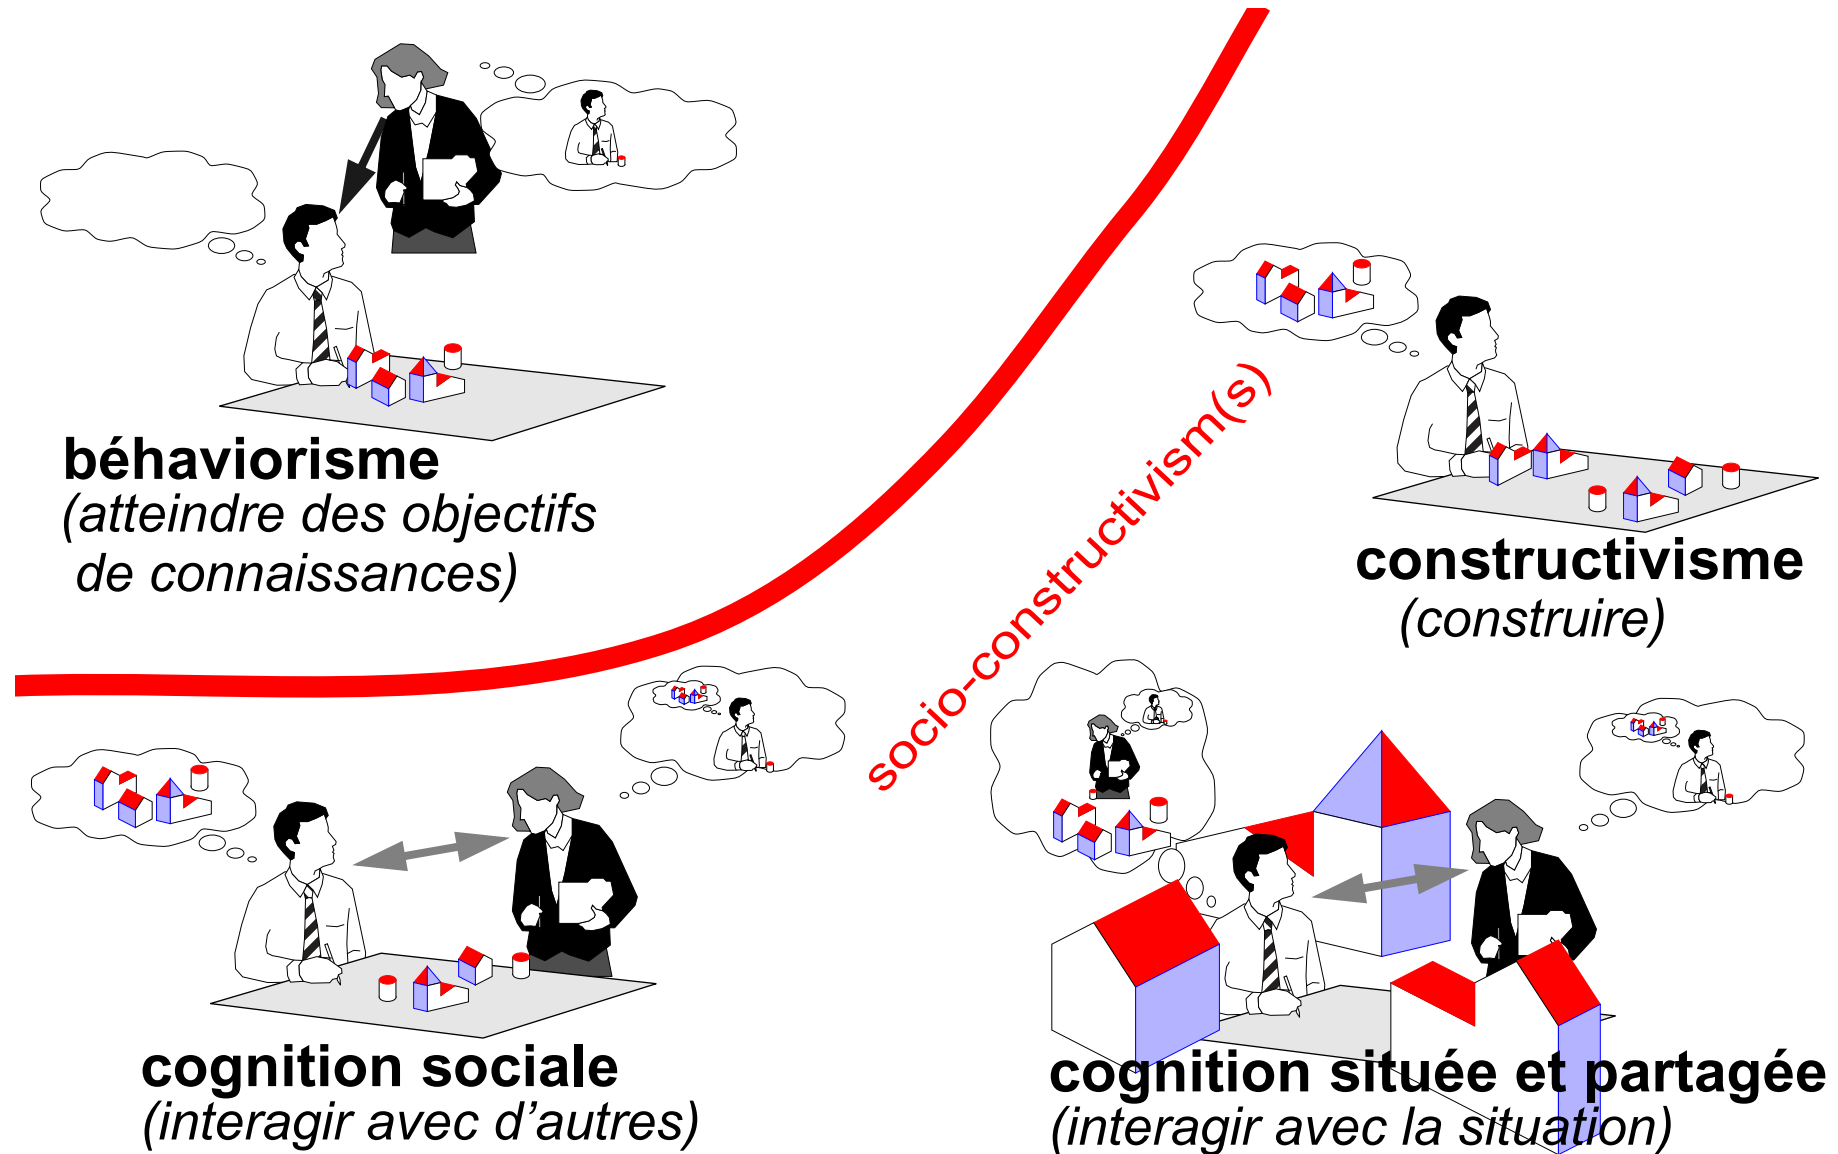 béhaviorisme
(atteindre des objectifs
de connaissances)
socio-constructivism(s)
constructivisme
(construire)
cognition sociale
(interagir avec d’autres)
cognition située et partagée
(interagir avec la situation)